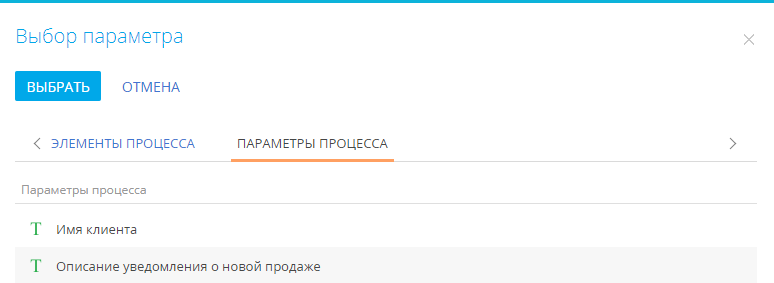 Выбор параметра
ВЫБРАТЬ ОТМЕНА
ЭЛЕМЕНТЫ ПРОЦЕССА ПАРАМЕТРЫ ПРОЦЕССА
Параметры процесса
T Имя клиента
T Описание уведомления о новой продаже